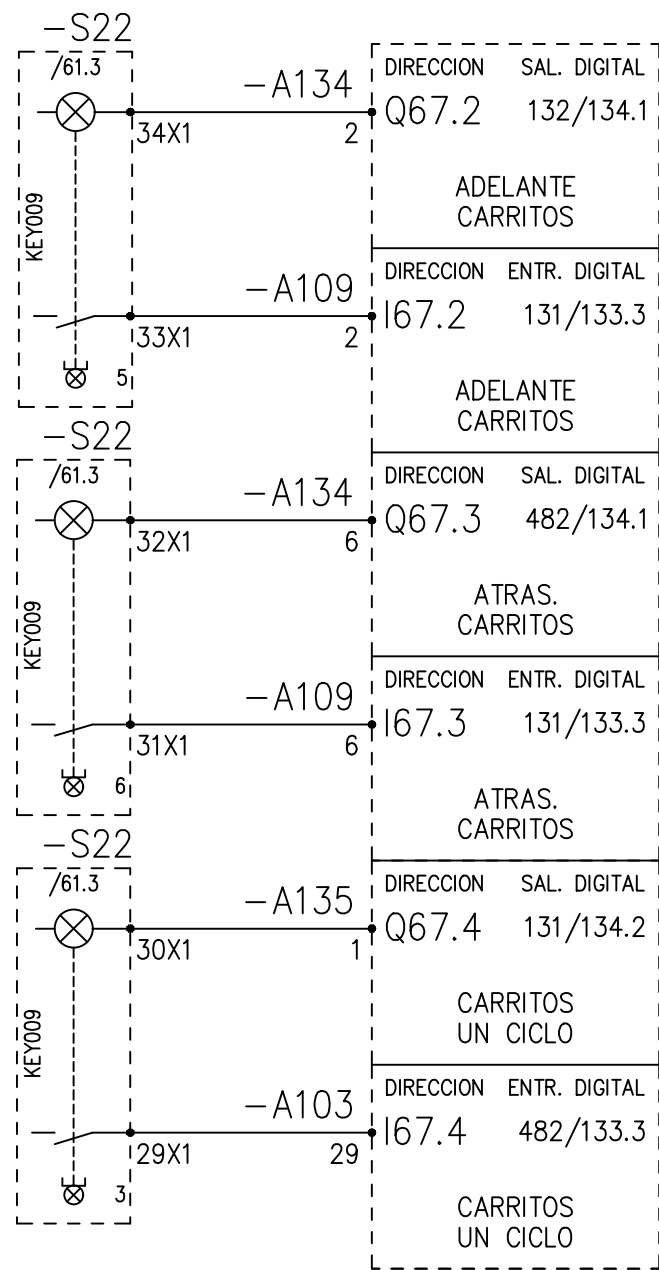 -S22
/61.3
KEY009
34X1
-A134
2
DIRECCION SAL. DIGITAL
Q67.2 132/134.1
ADELANTE
CARRITOS
33X1
-A109
2
5
DIRECCION ENTR. DIGITAL
I67.2 131/133.3
ADELANTE
CARRITOS
-S22
/61.3
KEY009
32X1
-A134
6
DIRECCION SAL. DIGITAL
Q67.3 482/134.1
ATRAS.
CARRITOS
31X1
-A109
6
6
DIRECCION ENTR. DIGITAL
I67.3 131/133.3
ATRAS.
CARRITOS
-S22
/61.3
KEY009
30X1
-A135
1
DIRECCION SAL. DIGITAL
Q67.4 131/134.2
CARRITOS
UN CICLO
29X1
-A103
29
3
DIRECCION ENTR. DIGITAL
I67.4 482/133.3
CARRITOS
UN CICLO